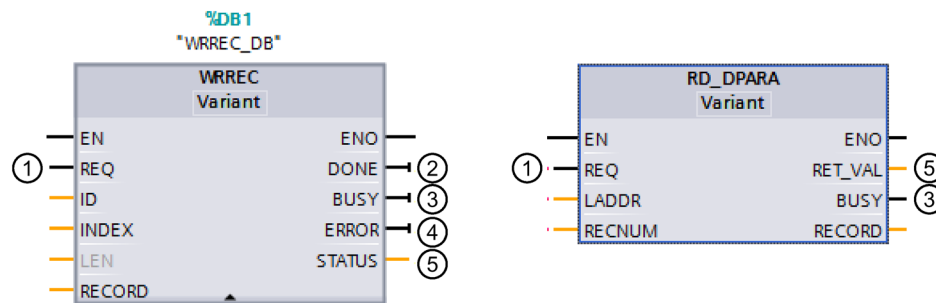 %DB1
"WRREC_DB"
WRREC
Variant
EN ENO
1 REQ DONE 2
ID BUSY 3
INDEX ERROR 4
LEN STATUS 5
RECORD
RD_DPARA
Variant
EN ENO
1 REQ RET_VAL 5
LADDR BUSY 3
RECNUM RECORD